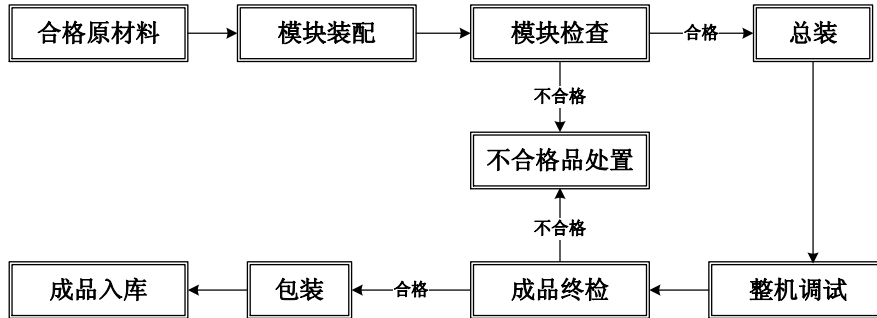 合格原材料
模块装配
模块检查
合格
总装
不合格
不合格品处置
不合格
成品入库
包装
合格
成品终检
整机调试